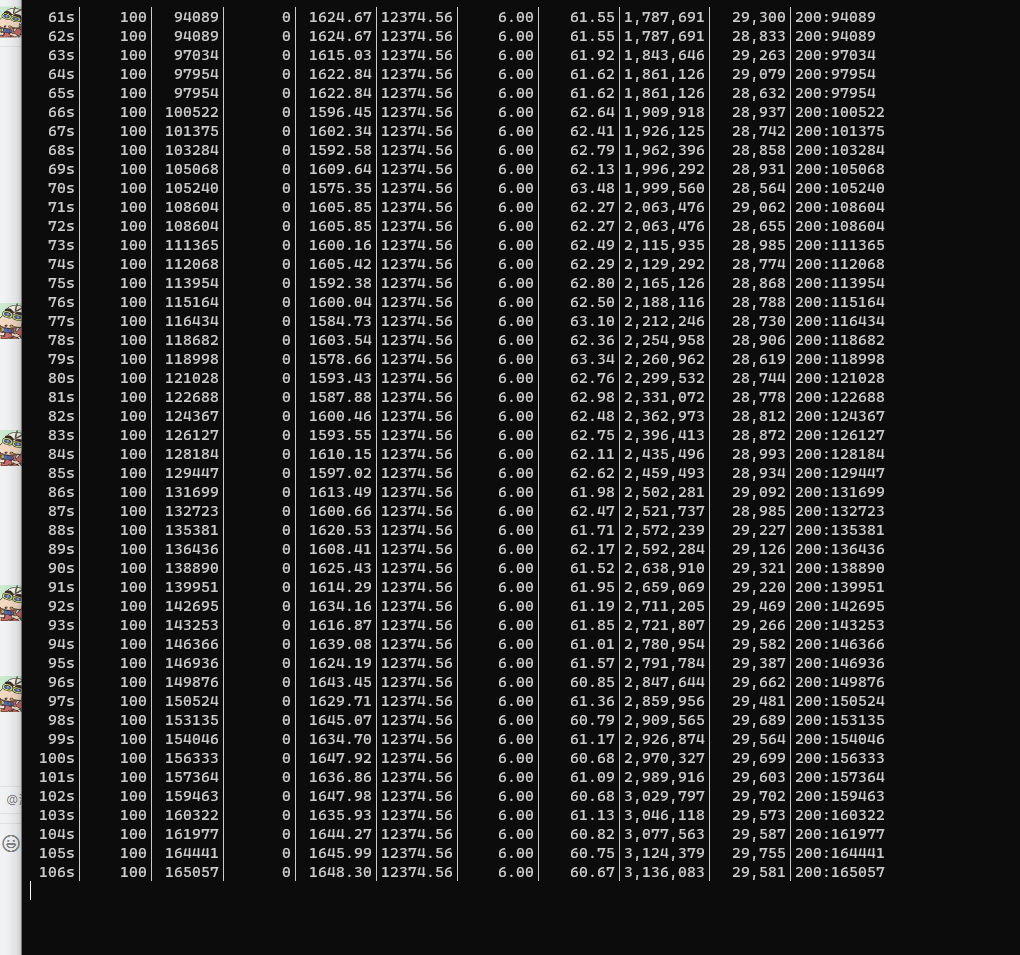 61s│ 100│ 94089│ 0│ 1624.67│12374.56│ 6.00│ 61.55│1,787,691│ 29,300│200:94089
62s│ 100│ 94089│ 0│ 1624.67│12374.56│ 6.00│ 61.55│1,787,691│ 28,833│200:94089
63s│ 100│ 97034│ 0│ 1615.03│12374.56│ 6.00│ 61.92│1,843,646│ 29,263│200:97034
64s│ 100│ 97954│ 0│ 1622.84│12374.56│ 6.00│ 61.62│1,861,126│ 29,079│200:97954
65s│ 100│ 97954│ 0│ 1622.84│12374.56│ 6.00│ 61.62│1,861,126│ 28,632│200:97954
66s│ 100│ 100522│ 0│ 1596.45│12374.56│ 6.00│ 62.64│1,909,918│ 28,937│200:100522
67s│ 100│ 101375│ 0│ 1602.34│12374.56│ 6.00│ 62.41│1,926,125│ 28,742│200:101375
68s│ 100│ 103284│ 0│ 1592.58│12374.56│ 6.00│ 62.79│1,962,396│ 28,858│200:103284
69s│ 100│ 105068│ 0│ 1609.64│12374.56│ 6.00│ 62.13│1,996,292│ 28,931│200:105068
70s│ 100│ 105240│ 0│ 1575.35│12374.56│ 6.00│ 63.48│1,999,560│ 28,564│200:105240
71s│ 100│ 108604│ 0│ 1605.85│12374.56│ 6.00│ 62.27│2,063,476│ 29,062│200:108604
72s│ 100│ 108604│ 0│ 1605.85│12374.56│ 6.00│ 62.27│2,063,476│ 28,655│200:108604
73s│ 100│ 111365│ 0│ 1600.16│12374.56│ 6.00│ 62.49│2,115,935│ 28,985│200:111365
74s│ 100│ 112068│ 0│ 1605.42│12374.56│ 6.00│ 62.29│2,129,292│ 28,774│200:112068
75s│ 100│ 113954│ 0│ 1592.38│12374.56│ 6.00│ 62.80│2,165,126│ 28,868│200:113954
76s│ 100│ 115164│ 0│ 1600.04│12374.56│ 6.00│ 62.50│2,188,116│ 28,788│200:115164
77s│ 100│ 116434│ 0│ 1584.73│12374.56│ 6.00│ 63.10│2,212,246│ 28,730│200:116434
78s│ 100│ 118682│ 0│ 1603.54│12374.56│ 6.00│ 62.36│2,254,958│ 28,906│200:118682
79s│ 100│ 118998│ 0│ 1578.66│12374.56│ 6.00│ 63.34│2,260,962│ 28,619│200:118998
80s│ 100│ 121028│ 0│ 1593.43│12374.56│ 6.00│ 62.76│2,299,532│ 28,744│200:121028
81s│ 100│ 122688│ 0│ 1587.88│12374.56│ 6.00│ 62.98│2,331,072│ 28,778│200:122688
82s│ 100│ 124367│ 0│ 1600.46│12374.56│ 6.00│ 62.48│2,362,973│ 28,812│200:124367
83s│ 100│ 126127│ 0│ 1593.55│12374.56│ 6.00│ 62.75│2,396,413│ 28,872│200:126127
84s│ 100│ 128184│ 0│ 1610.15│12374.56│ 6.00│ 62.11│2,435,496│ 28,993│200:128184
85s│ 100│ 129447│ 0│ 1597.02│12374.56│ 6.00│ 62.62│2,459,493│ 28,934│200:129447
86s│ 100│ 131699│ 0│ 1613.49│12374.56│ 6.00│ 61.98│2,502,281│ 29,092│200:131699
87s│ 100│ 132723│ 0│ 1600.66│12374.56│ 6.00│ 62.47│2,521,737│ 28,985│200:132723
88s│ 100│ 135381│ 0│ 1620.53│12374.56│ 6.00│ 61.71│2,572,239│ 29,227│200:135381
89s│ 100│ 136436│ 0│ 1608.41│12374.56│ 6.00│ 62.17│2,592,284│ 29,126│200:136436
90s│ 100│ 138890│ 0│ 1625.43│12374.56│ 6.00│ 61.52│2,638,910│ 29,321│200:138890
91s│ 100│ 139951│ 0│ 1614.29│12374.56│ 6.00│ 61.95│2,659,069│ 29,220│200:139951
92s│ 100│ 142695│ 0│ 1634.16│12374.56│ 6.00│ 61.19│2,711,205│ 29,469│200:142695
93s│ 100│ 143253│ 0│ 1616.87│12374.56│ 6.00│ 61.85│2,721,807│ 29,266│200:143253
94s│ 100│ 146366│ 0│ 1639.08│12374.56│ 6.00│ 61.01│2,780,954│ 29,582│200:146366
95s│ 100│ 146936│ 0│ 1624.19│12374.56│ 6.00│ 61.57│2,791,784│ 29,387│200:146936
96s│ 100│ 149876│ 0│ 1643.45│12374.56│ 6.00│ 60.85│2,847,644│ 29,662│200:149876
97s│ 100│ 150524│ 0│ 1629.71│12374.56│ 6.00│ 61.36│2,859,956│ 29,481│200:150524
98s│ 100│ 153135│ 0│ 1645.07│12374.56│ 6.00│ 60.79│2,909,565│ 29,689│200:153135
99s│ 100│ 154046│ 0│ 1634.70│12374.56│ 6.00│ 61.17│2,926,874│ 29,564│200:154046
100s│ 100│ 156333│ 0│ 1647.92│12374.56│ 6.00│ 60.68│2,970,327│ 29,699│200:156333
101s│ 100│ 157364│ 0│ 1636.86│12374.56│ 6.00│ 61.09│2,989,916│ 29,603│200:157364
102s│ 100│ 159463│ 0│ 1647.98│12374.56│ 6.00│ 60.68│3,029,797│ 29,702│200:159463
103s│ 100│ 160322│ 0│ 1635.93│12374.56│ 6.00│ 61.13│3,046,118│ 29,573│200:160322
104s│ 100│ 161977│ 0│ 1644.27│12374.56│ 6.00│ 60.82│3,077,563│ 29,587│200:161977
105s│ 100│ 164441│ 0│ 1645.99│12374.56│ 6.00│ 60.75│3,124,379│ 29,755│200:164441
106s│ 100│ 165057│ 0│ 1648.30│12374.56│ 6.00│ 60.67│3,136,083│ 29,581│200:165057
@